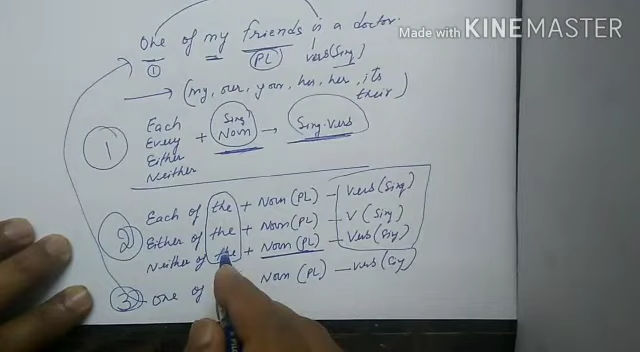 Made with KINEMASTER
One of my friends is a doctor.
① (PL) verb (Sing)
→ (my, our, your, his, her, its
their)
① Each
Every + Sing Noun → Sing. verb
Either
Neither
② Each of the + Noun (PL) - verb (Sing)
Either of the + Noun (PL) - V (Sing)
Neither of the + Noun (PL) - verb (Sing)
③ - One of Noun (PL) - verb (Sing)